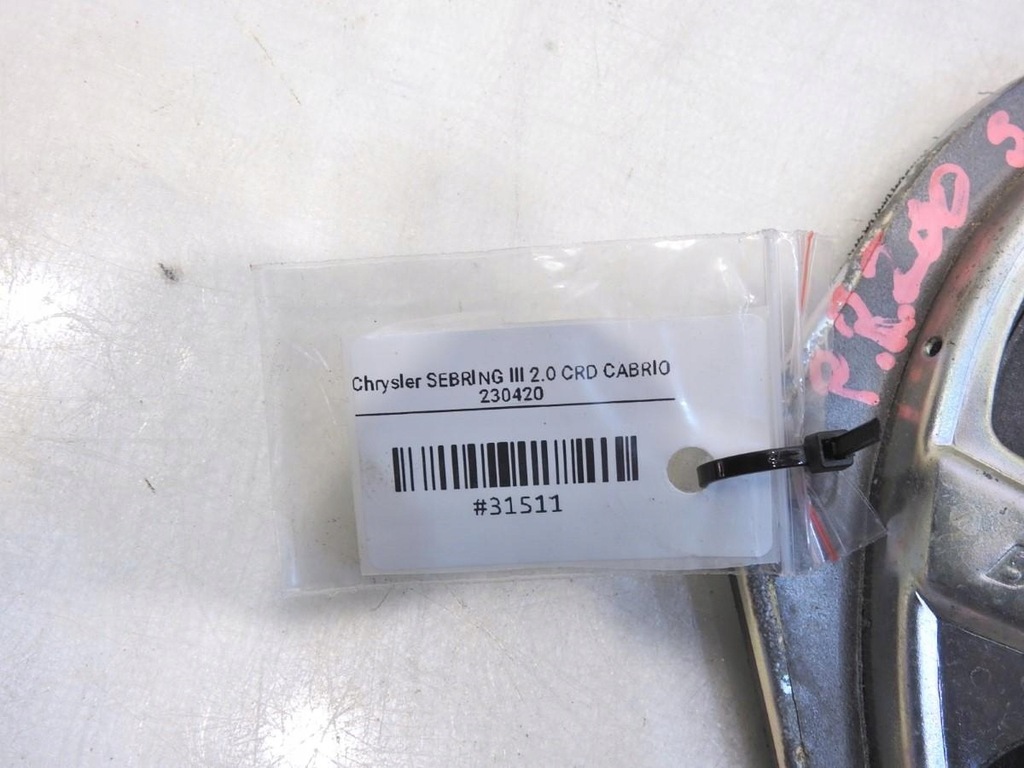 Chrysler SEBRING III 2.0 CRD CABRIO
230420
#31511